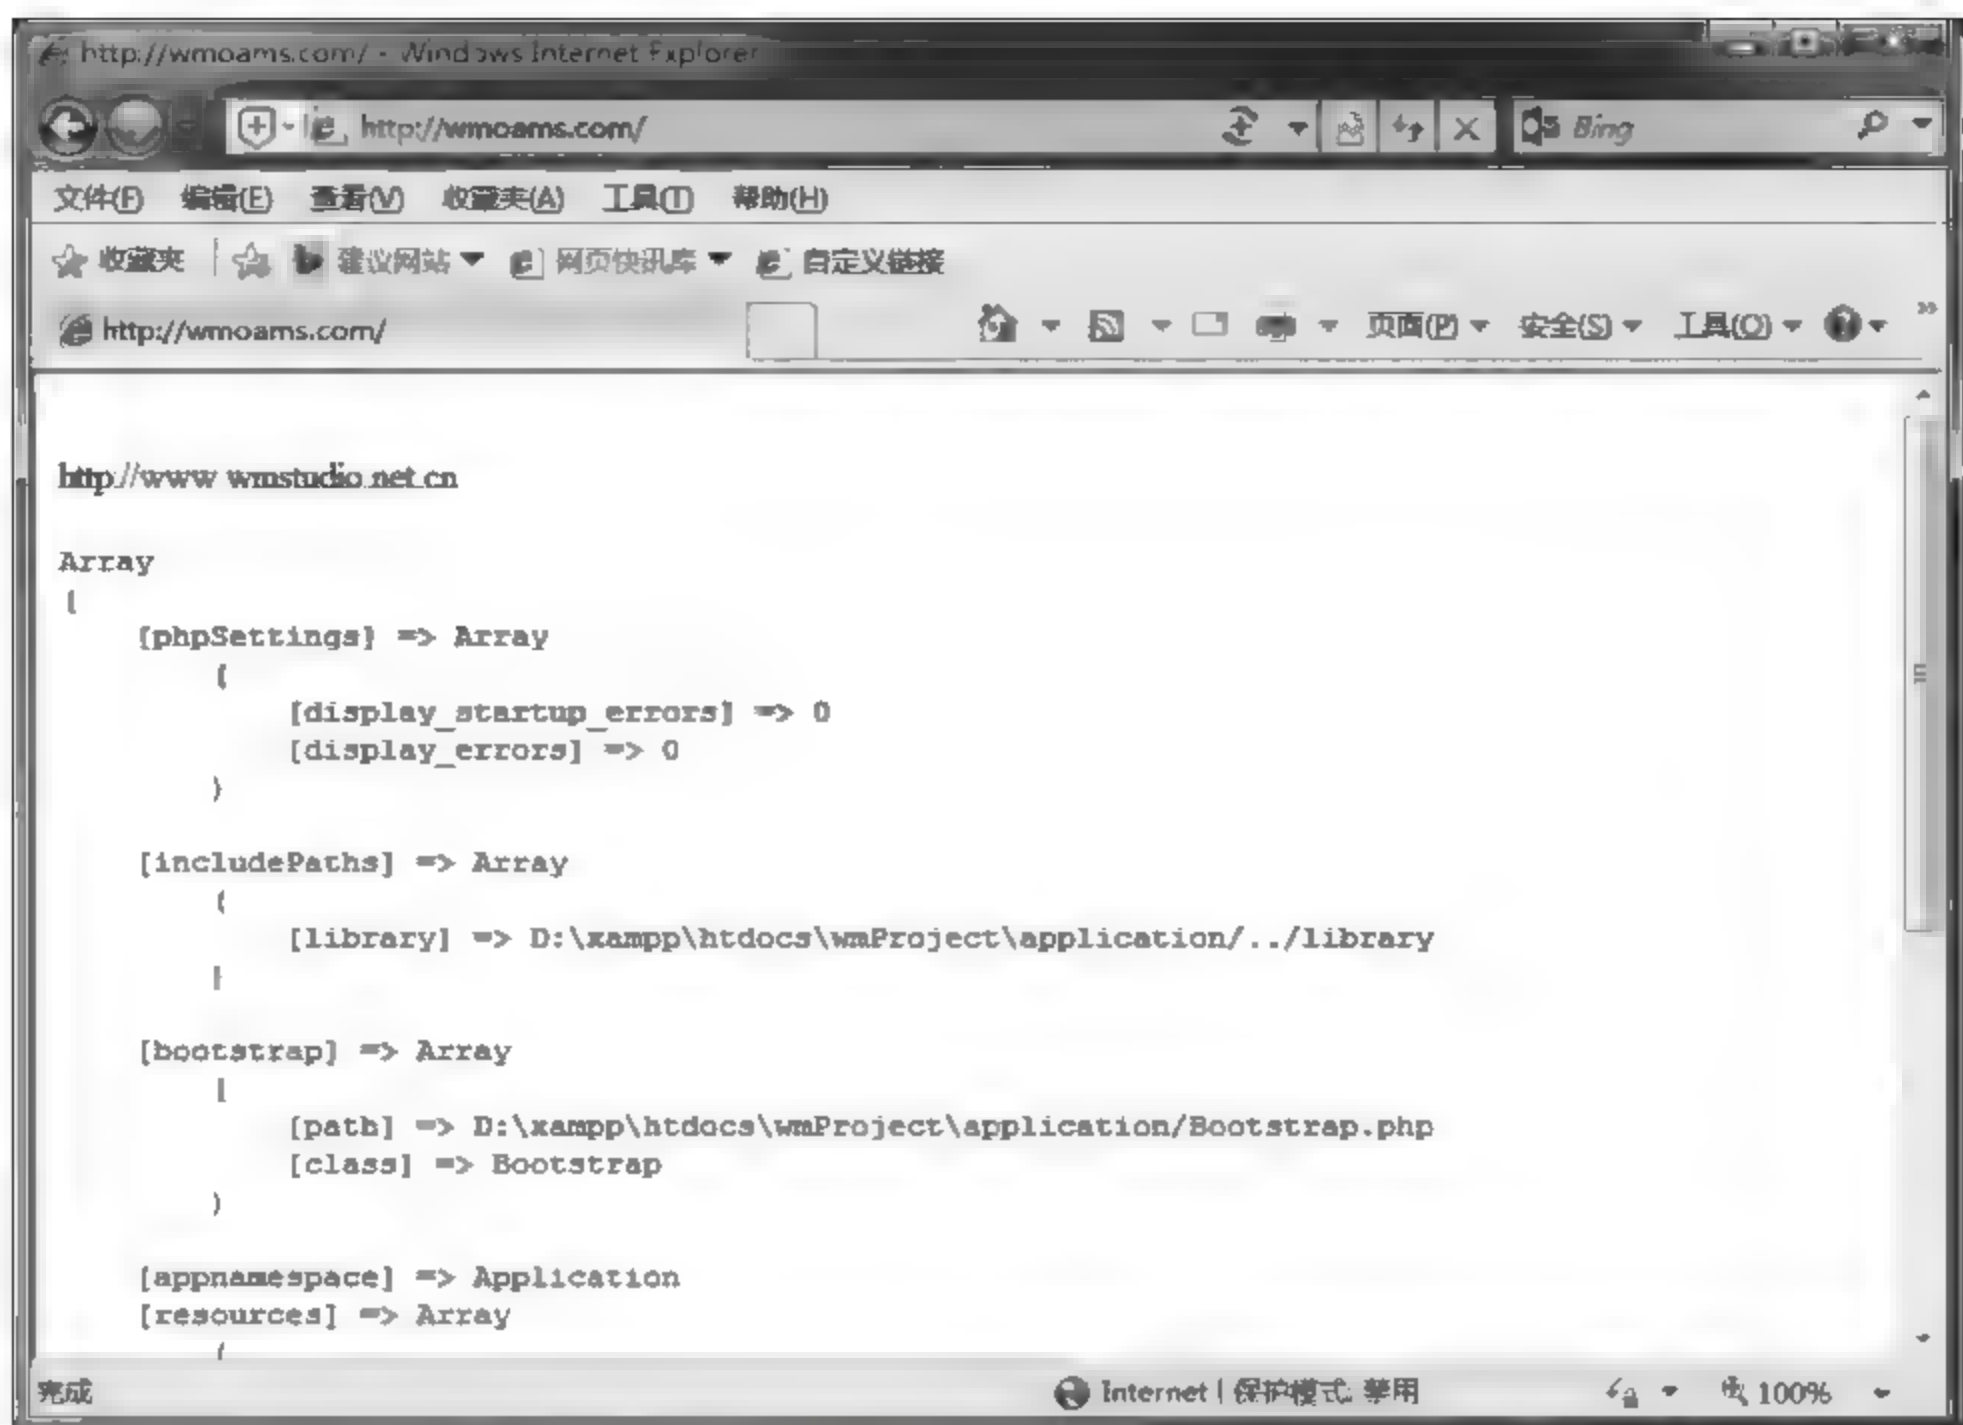 http://wmoams.com/ - Windows Internet Explorer
http://wmoams.com/ Bing
文件(F) 编辑(E) 查看(V) 收藏夹(A) 工具(T) 帮助(H)
收藏夹 建议网站 网页快讯库 自定义链接
http://wmoams.com/ 页面(P) 安全(S) 工具(O) »
http://www.wmstudio.net.cn
Array
(
[phpSettings] => Array
(
[display_startup_errors] => 0
[display_errors] => 0
)
[includePaths] => Array
(
[library] => D:\xampp\htdocs\wmProject\application/../library
)
[bootstrap] => Array
(
[path] => D:\xampp\htdocs\wmProject\application/Bootstrap.php
[class] => Bootstrap
)
[appnamespace] => Application
[resources] => Array
(
完成 Internet | 保护模式: 禁用 100%